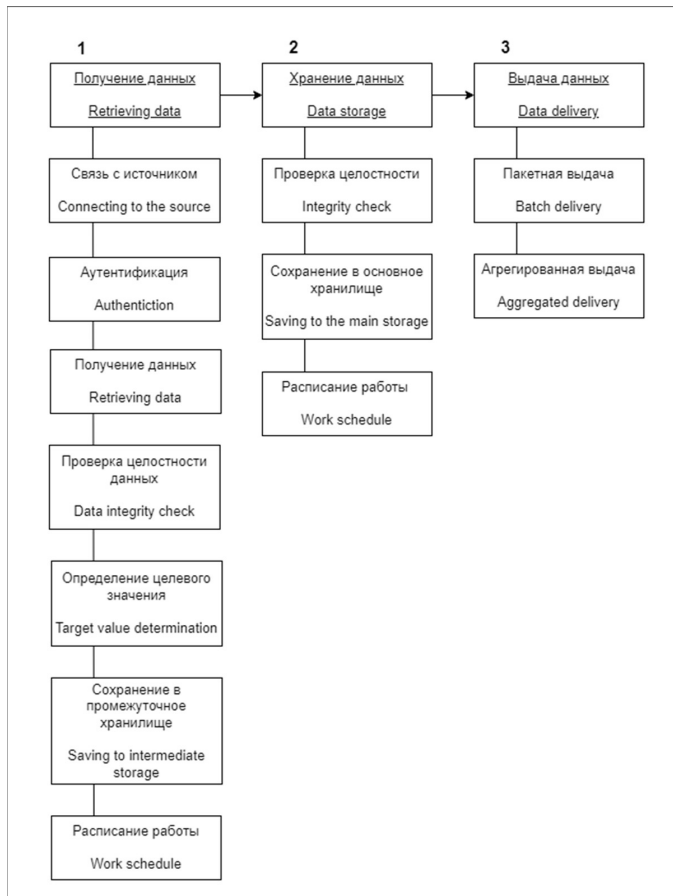 1
Получение данных
Retrieving data
Связь с источником
Connecting to the source
Аутентификация
Authentiction
Получение данных
Retrieving data
Проверка целостности
данных
Data integrity check
Определение целевого
значения
Target value determination
Сохранение в
промежуточное
хранилище
Saving to intermediate
storage
Расписание работы
Work schedule
2
Хранение данных
Data storage
Проверка целостности
Integrity check
Сохранение в основное
хранилище
Saving to the main storage
Расписание работы
Work schedule
3
Выдача данных
Data delivery
Пакетная выдача
Batch delivery
Агрегированная выдача
Aggregated delivery